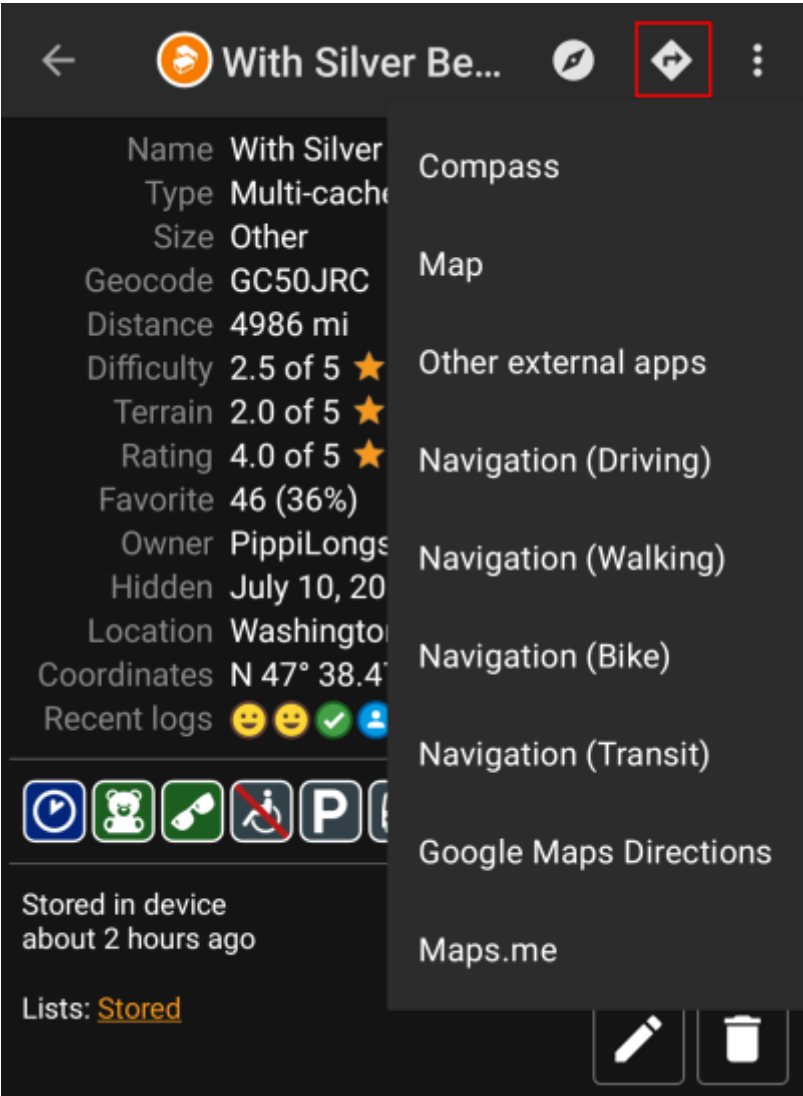 With Silver Be...
Name With Silver
Type Multi-cache
Size Other
Geocode GC50JRC
Distance 4986 mi
Difficulty 2.5 of 5
Terrain 2.0 of 5
Rating 4.0 of 5
Favorite 46 (36%)
Owner PippiLongs
Hidden July 10, 20
Location Washingto
Coordinates N 47° 38.4
Recent logs
P
Stored in device
about 2 hours ago
Lists: Stored
Compass
Map
Other external apps
Navigation (Driving)
Navigation (Walking)
Navigation (Bike)
Navigation (Transit)
Google Maps Directions
Maps.me